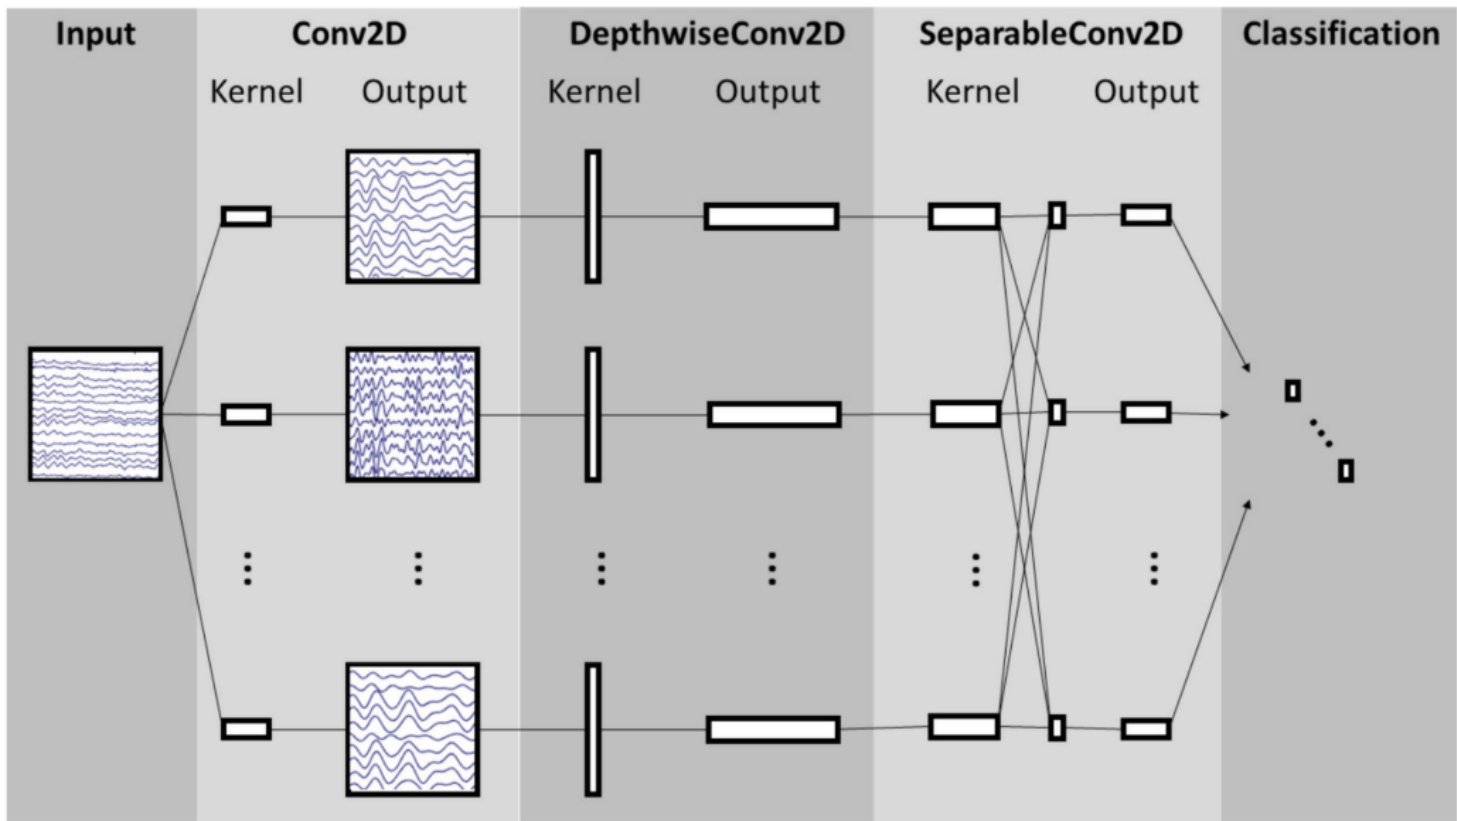 Input Conv2D DepthwiseConv2D SeparableConv2D Classification
Kernel Output Kernel Output Kernel Output